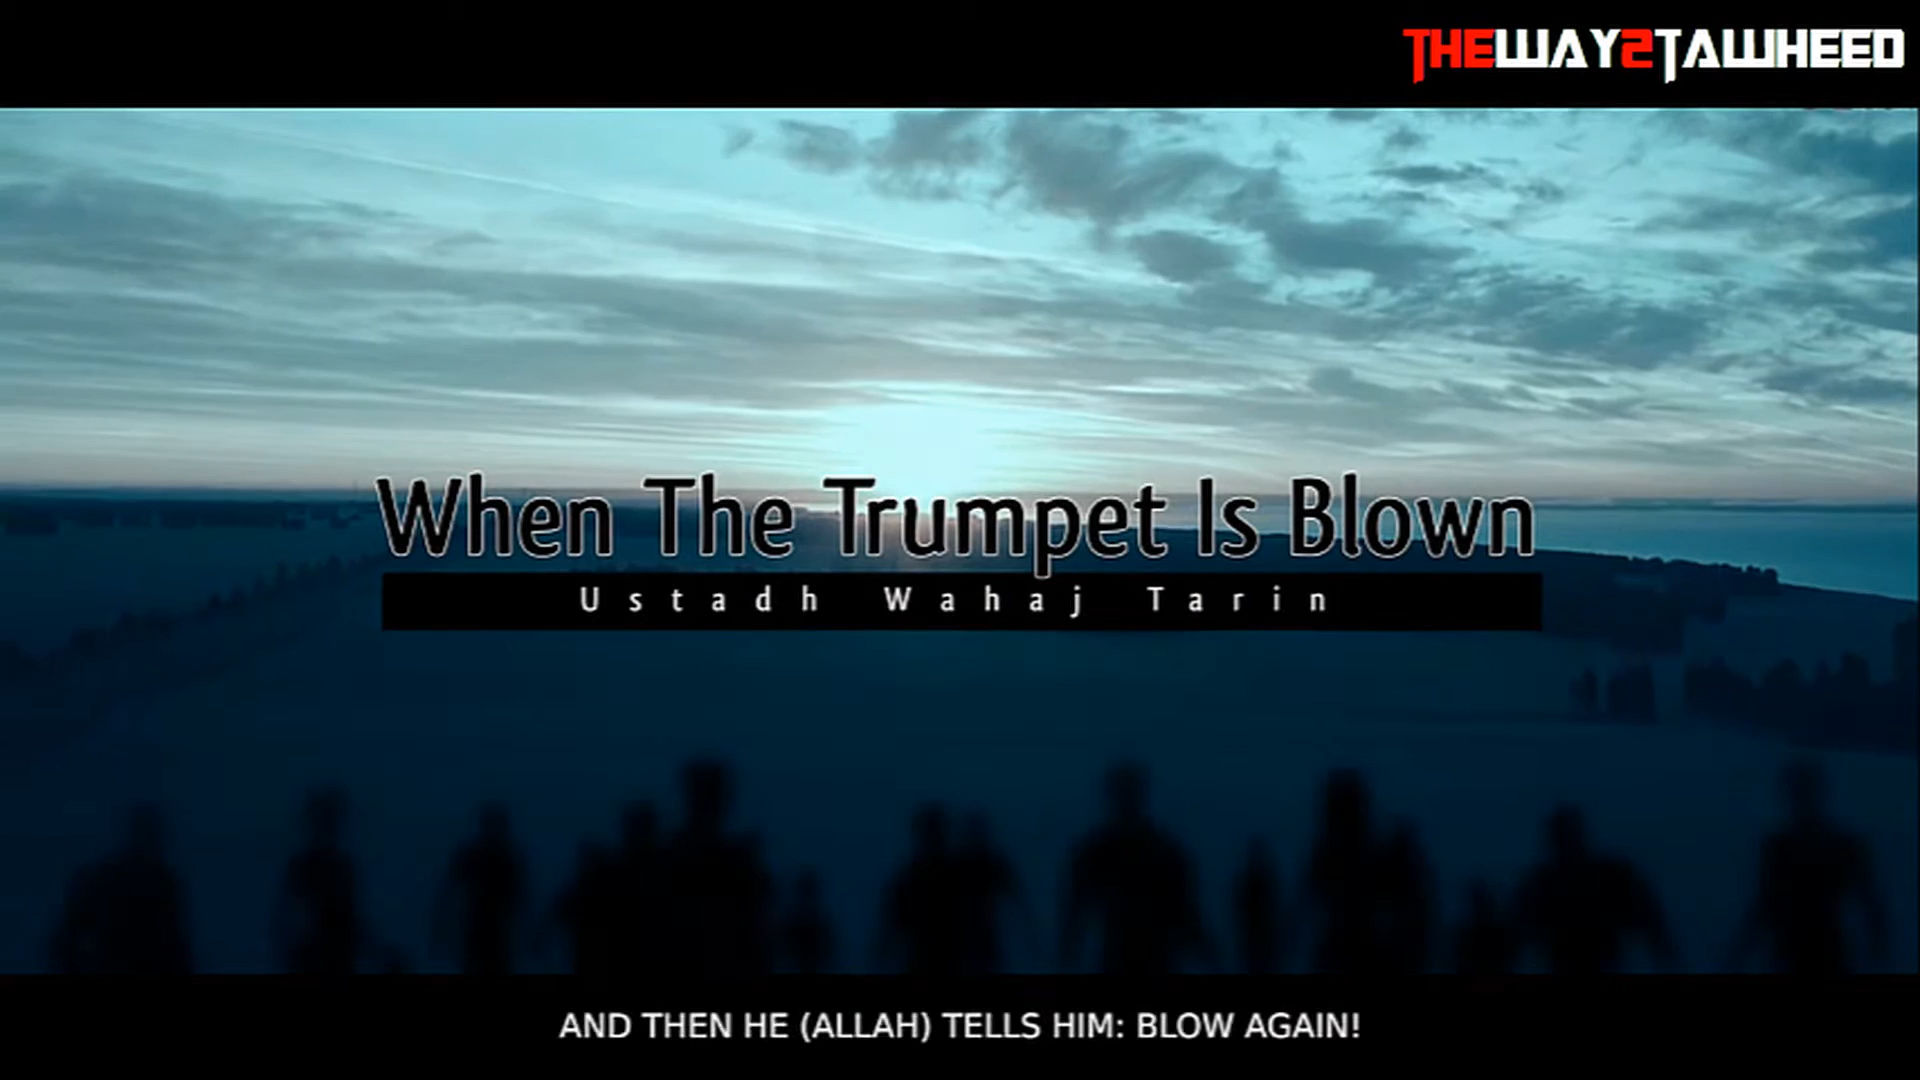 THEWAY2TAWHEED
When The Trumpet Is Blown
Ustadh Wahaj Tarin
AND THEN HE (ALLAH) TELLS HIM: BLOW AGAIN!